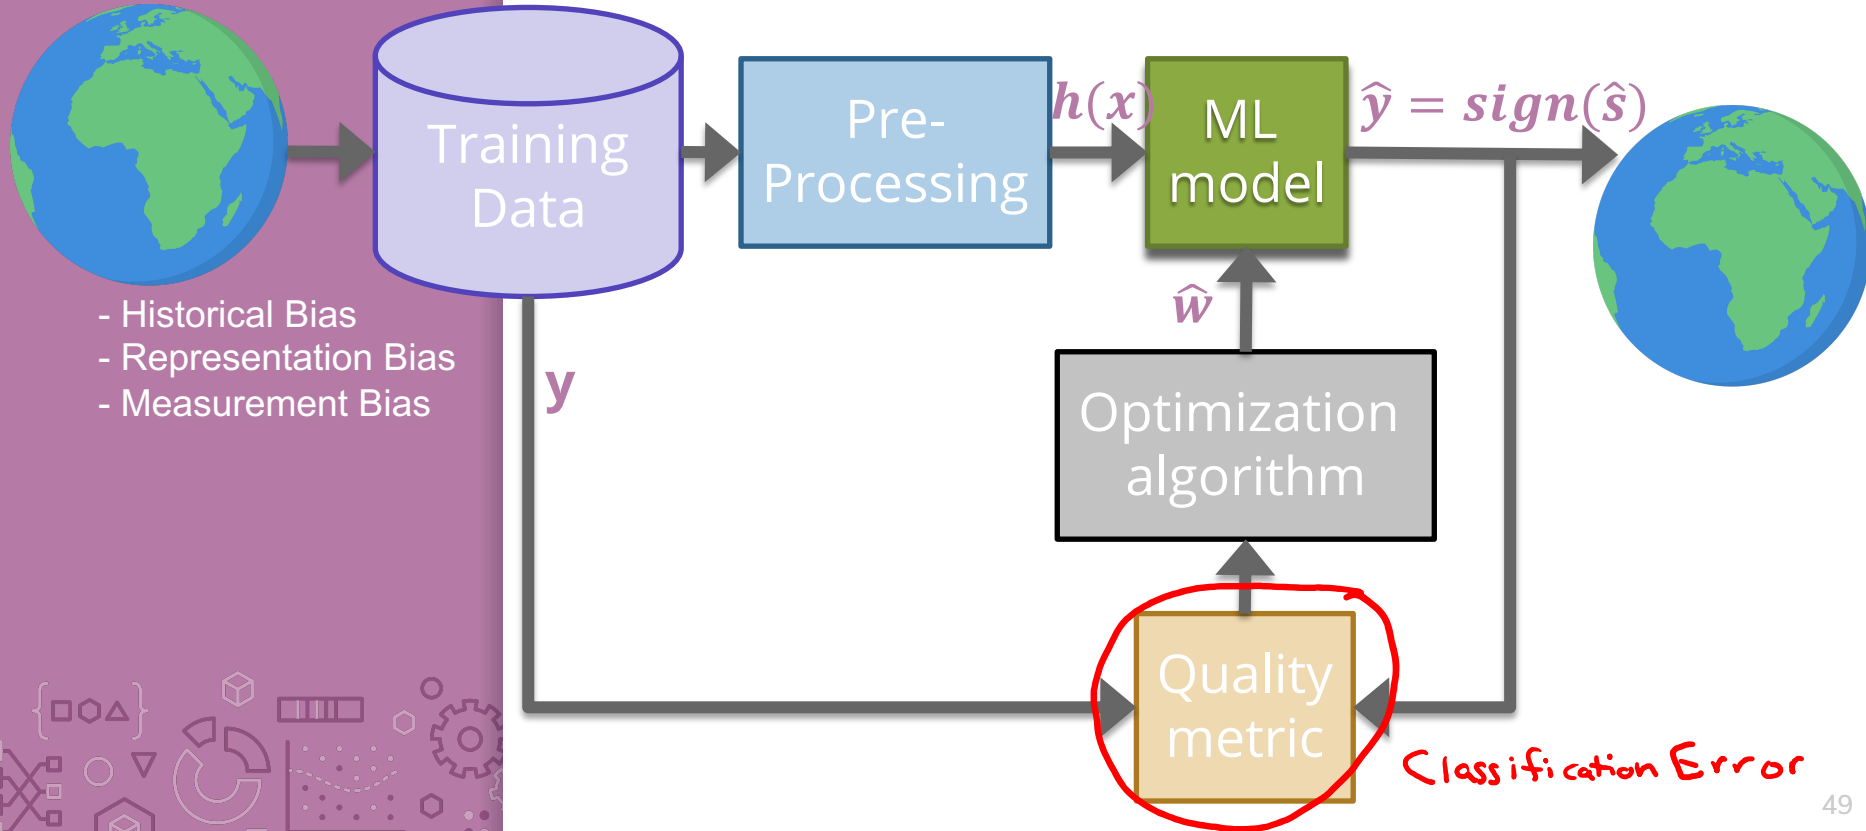 Training
Data
Pre-
Processing
h(x)
ML
model
ŷ = sign(ŝ)
- Historical Bias
- Representation Bias
- Measurement Bias
y
ŵ
Optimization
algorithm
Quality
metric
Classification Error
49